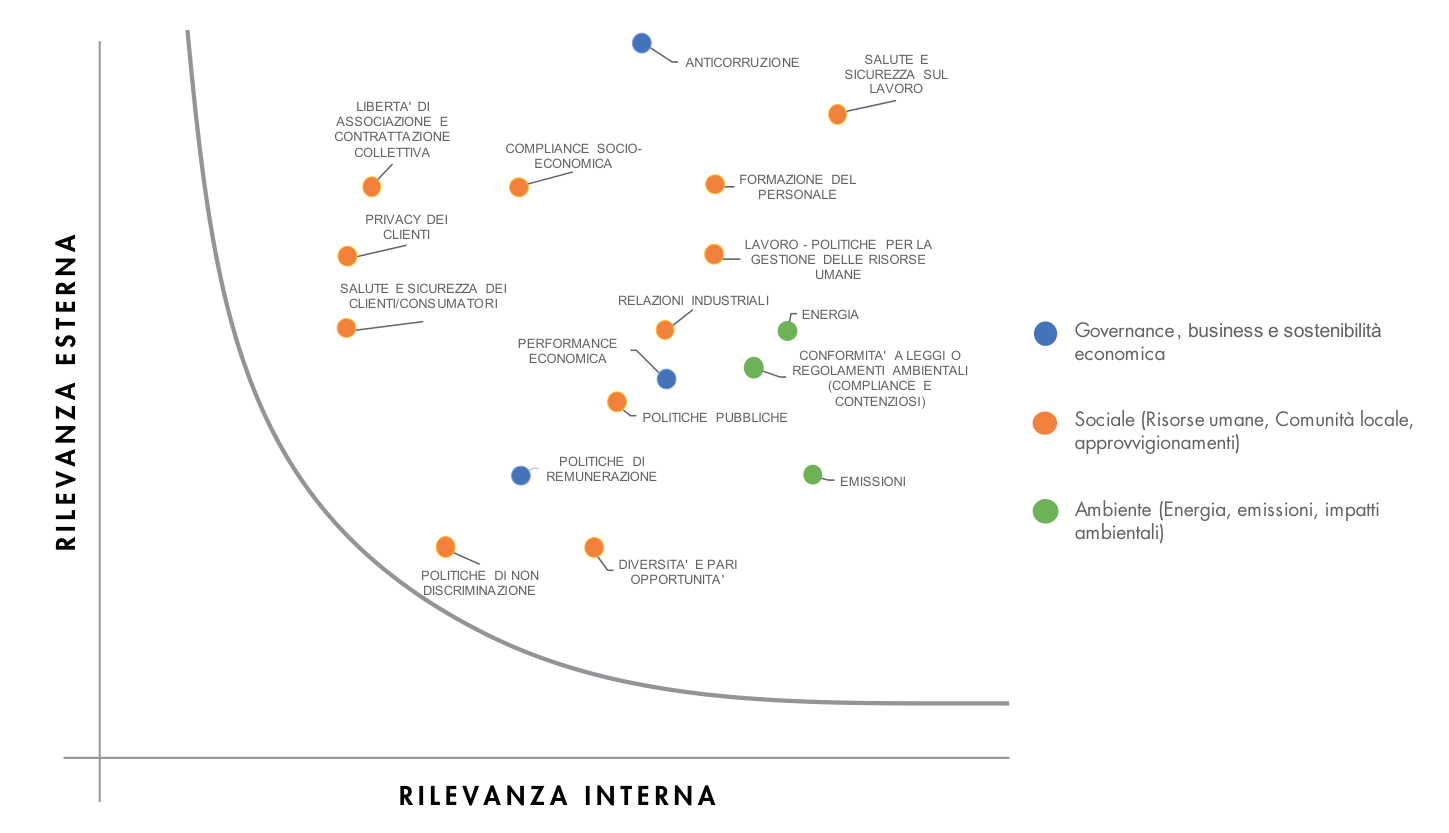 RILEVANZA ESTERNA
ANTICORRUZIONE
SALUTE E
SICUREZZA SUL
LAVORO
LIBERTA' DI
ASSOCIAZIONE E
CONTRATTAZIONE
COLLETTIVA
COMPLIANCE SOCIO-
ECONOMICA
FORMAZIONE DEL
PERSONALE
PRIVACY DEI
CLIENTI
LAVORO - POLITICHE PER LA
GESTIONE DELLE RISORSE
UMANE
SALUTE E SICUREZZA DEI
CLIENTI/CONSUMATORI
RELAZIONI INDUSTRIALI
ENERGIA
PERFORMANCE
ECONOMICA
CONFORMITA' A LEGGI O
REGOLAMENTI AMBIENTALI
(COMPLIANCE E
CONTENZIOSI)
POLITICHE PUBBLICHE
POLITICHE DI
REMUNERAZIONE
EMISSIONI
POLITICHE DI NON
DISCRIMINAZIONE
DIVERSITA' E PARI
OPPORTUNITA'
Governance, business e sostenibilità
economica
Sociale (Risorse umane, Comunità locale,
approvvigionamenti)
Ambiente (Energia, emissioni, impatti
ambientali)
RILEVANZA INTERNA